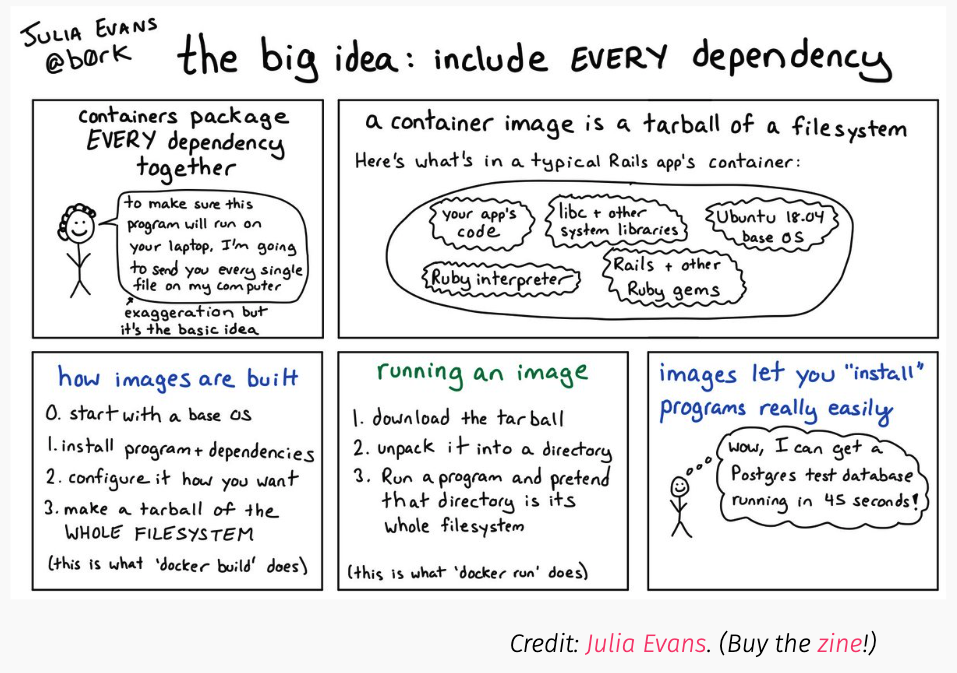 JULIA EVANS
@børk
the big idea: include EVERY dependency
containers package
EVERY dependency
together
to make sure this
program will run on
your laptop, I'm going
to send you every single
file on my computer
exaggeration but
it's the basic idea
a container image is a tarball of a filesystem
Here's what's in a typical Rails app's container:
your app's
code
libc + other
system libraries
Ubuntu 18.04
base OS
Ruby interpreter
Rails + other
Ruby gems
how images are built
0. start with a base OS
1. install program + dependencies
2. configure it how you want
3. make a tarball of the
WHOLE FILESYSTEM
(this is what 'docker build' does)
running an image
1. download the tarball
2. unpack it into a directory
3. Run a program and pretend
that directory is its
whole filesystem
(this is what 'docker run' does)
images let you "install"
programs really easily
wow, I can get a
Postgres test database
running in 45 seconds!
Credit: Julia Evans. (Buy the zine!)